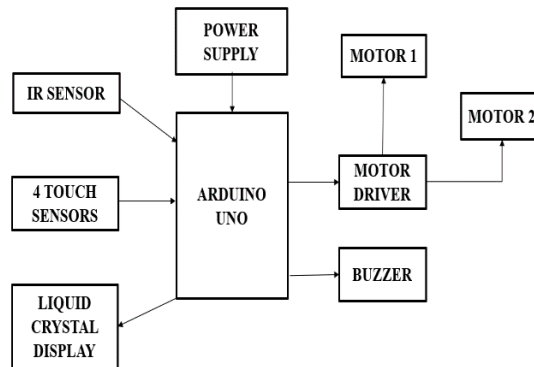 POWER
SUPPLY
MOTOR 1
IR SENSOR
MOTOR 2
4 TOUCH
SENSORS
ARDUINO
UNO
MOTOR
DRIVER
LIQUID
CRYSTAL
DISPLAY
BUZZER